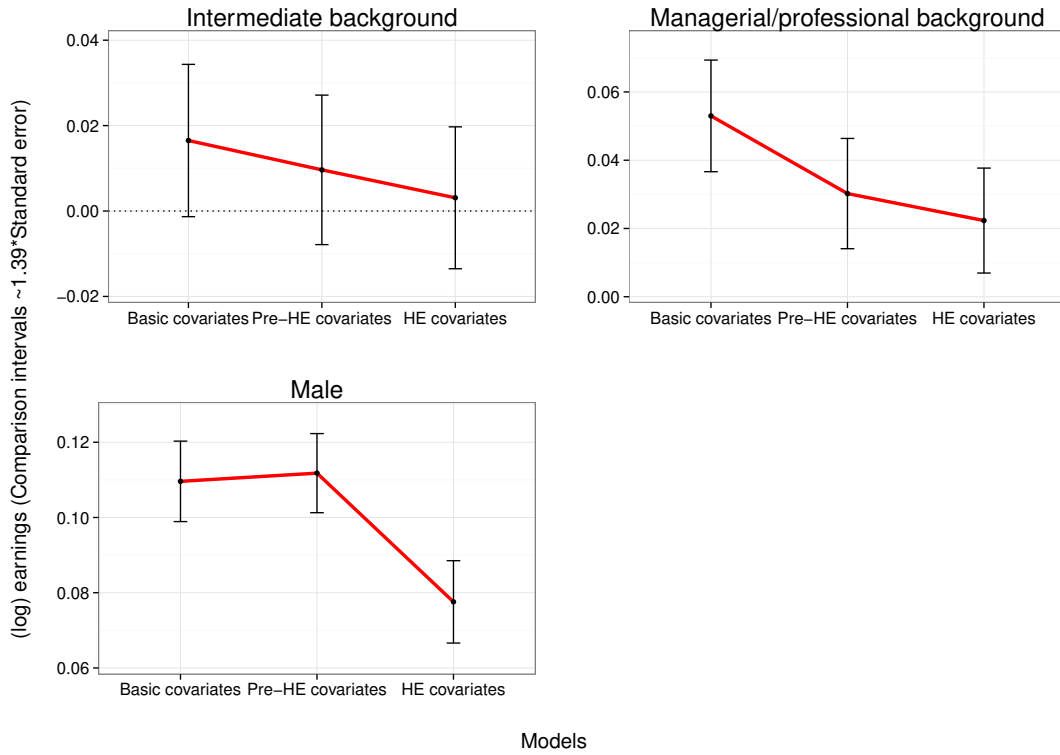 Intermediate background
0.04
0.02
0.00
−0.02
Basic covariates Pre−HE covariates HE covariates
Managerial/professional background
0.06
0.04
0.02
0.00
Basic covariates Pre−HE covariates HE covariates
(log) earnings (Comparison intervals ~1.39*Standard error)
Male
0.12
0.10
0.08
0.06
Basic covariates Pre−HE covariates HE covariates
Models